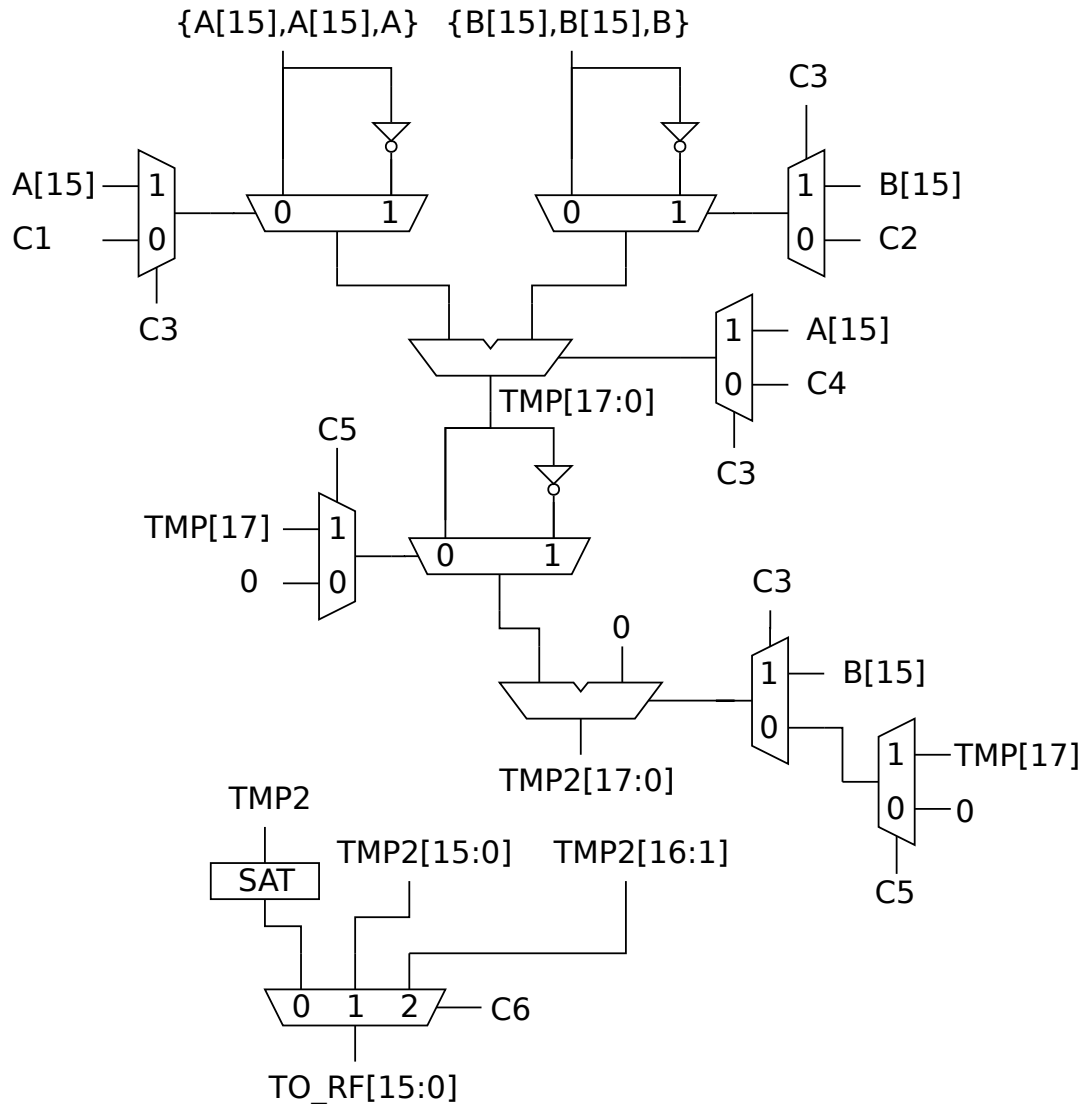 {A[15],A[15],A} {B[15],B[15],B}
C3
A[15] 1
C1 0
C3
0 1
0 1
1 B[15]
0 C2
1 A[15]
0 C4
C3
TMP[17:0]
C5
TMP[17] 1
0 0
0 1
C3
0
1 B[15]
0
TMP2[17:0]
1 TMP[17]
0 0
C5
TMP2
SAT
TMP2[15:0]
TMP2[16:1]
0 1 2 C6
TO_RF[15:0]